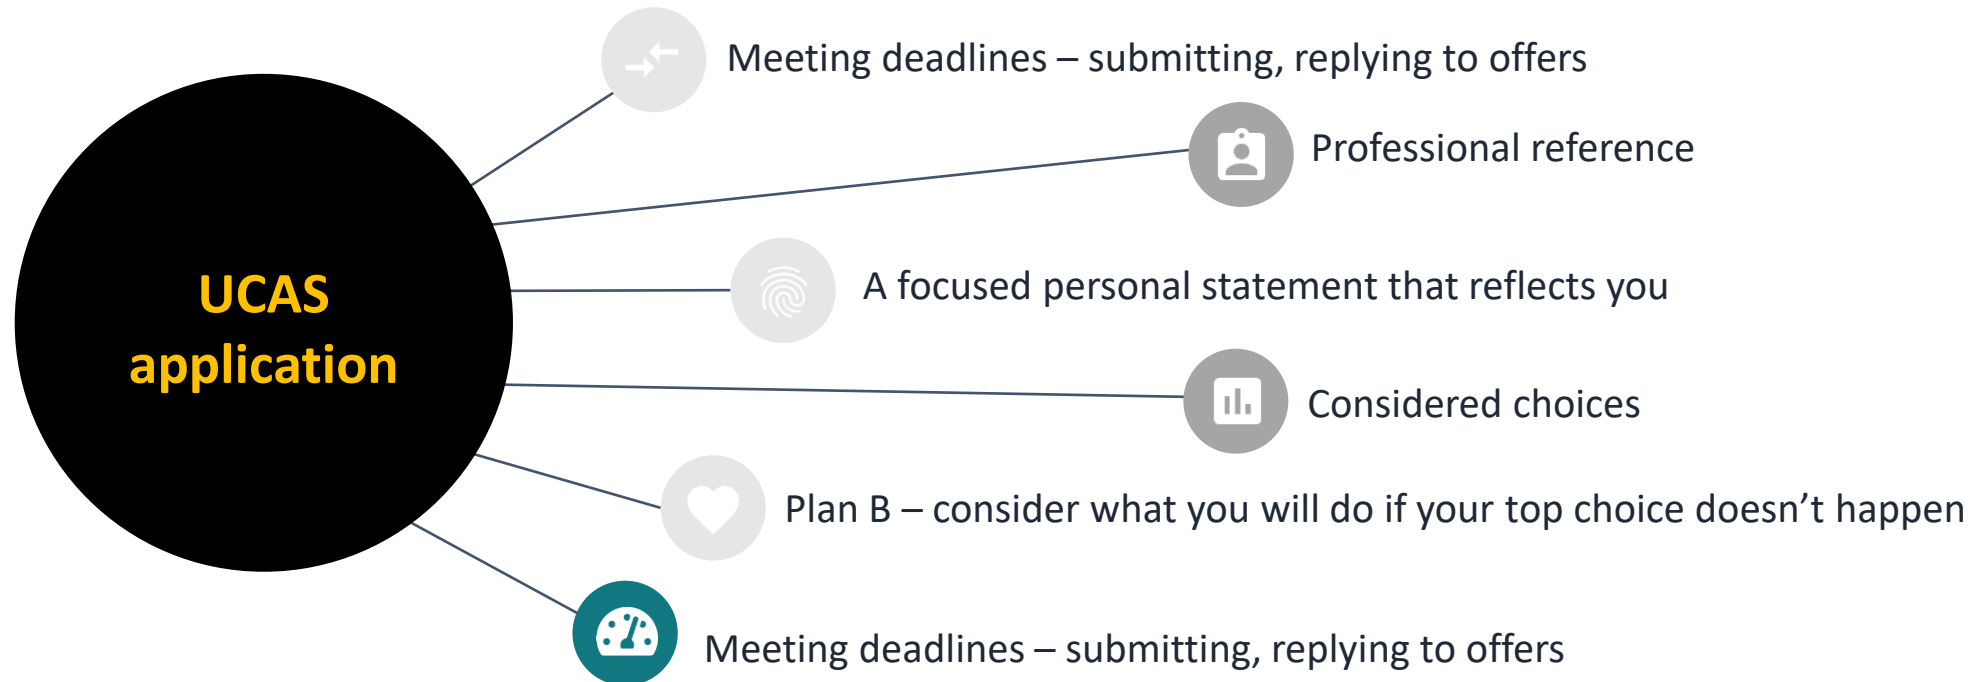 Meeting deadlines – submitting, replying to offers
Professional reference
A focused personal statement that reflects you
UCAS
application
Considered choices
Plan B – consider what you will do if your top choice doesn’t happen
Meeting deadlines – submitting, replying to offers